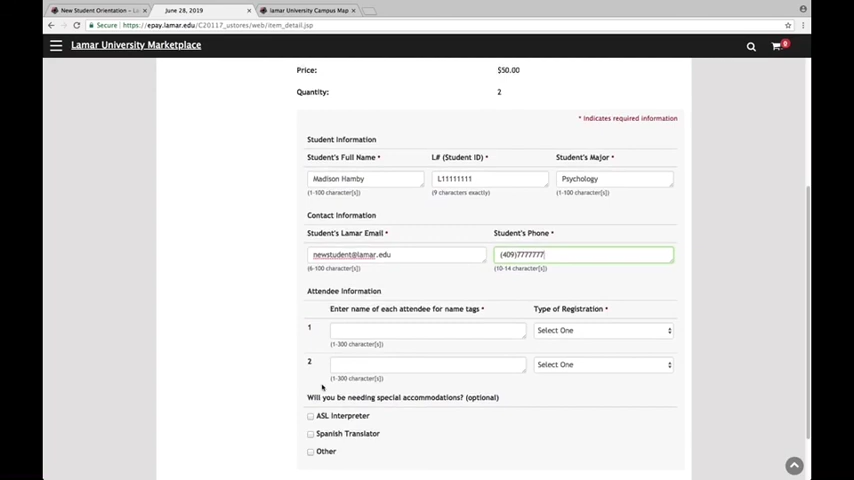 New Student Orientation – La
June 28, 2019
lamar University Campus Map
Secure
https://epay.lamar.edu/C20117_ustores/web/item_detail.jsp
Lamar University Marketplace
0
Price:
$50.00
Quantity:
2
* Indicates required information
Student Information
Student's Full Name *
L# (Student ID) *
Student's Major *
Madison Hamby
L11111111
Psychology
(1-100 character[s])
(9 characters exactly)
(1-100 character[s])
Contact Information
Student's Lamar Email *
Student's Phone *
newstudent@lamar.edu
(409)7777777
(6-100 character[s])
(10-14 character[s])
Attendee Information
Enter name of each attendee for name tags *
Type of Registration *
1
Select One
(1-300 character[s])
2
Select One
(1-300 character[s])
Will you be needing special accommodations? (optional)
ASL Interpreter
Spanish Translator
Other